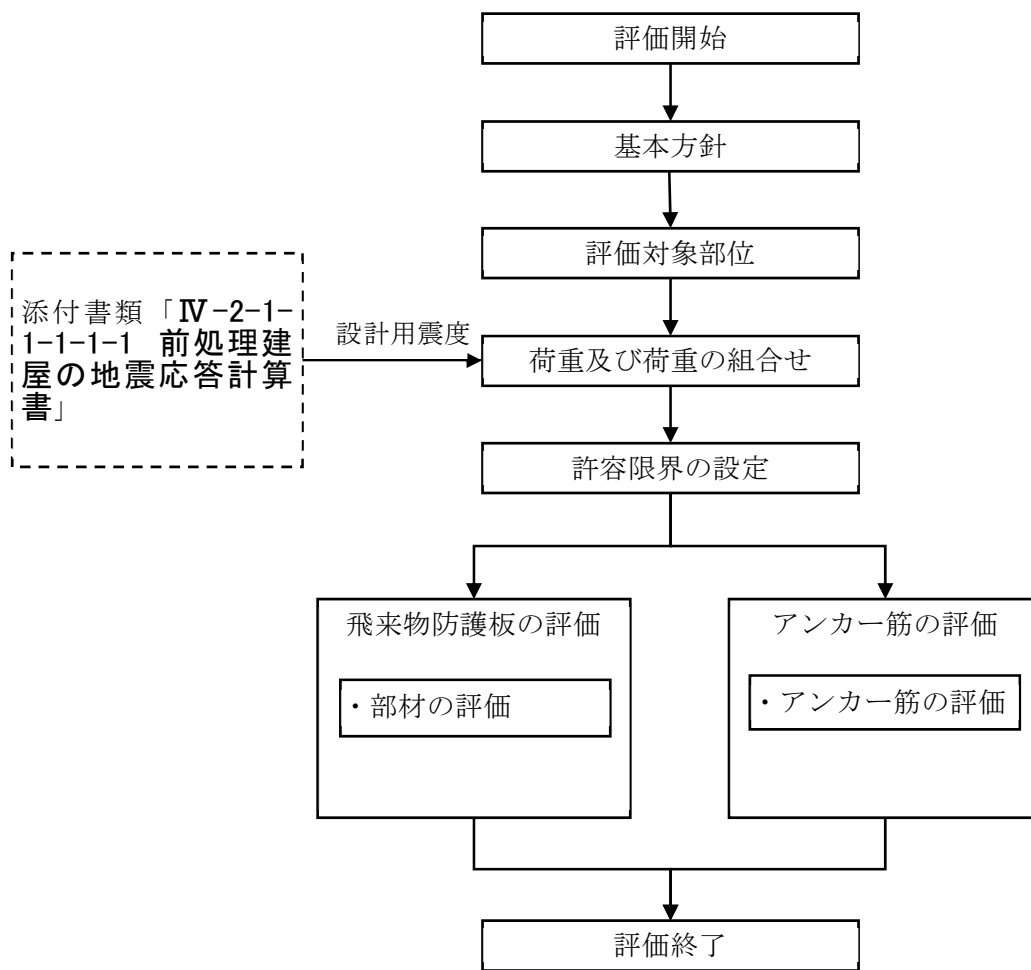 評価開始
基本方針
評価対象部位
添付書類「Ⅳ-2-1-
1-1-1-1 前処理建
屋の地震応答計算
書」
設計用震度
荷重及び荷重の組合せ
許容限界の設定
飛来物防護板の評価
・部材の評価
アンカー筋の評価
・アンカー筋の評価
評価終了